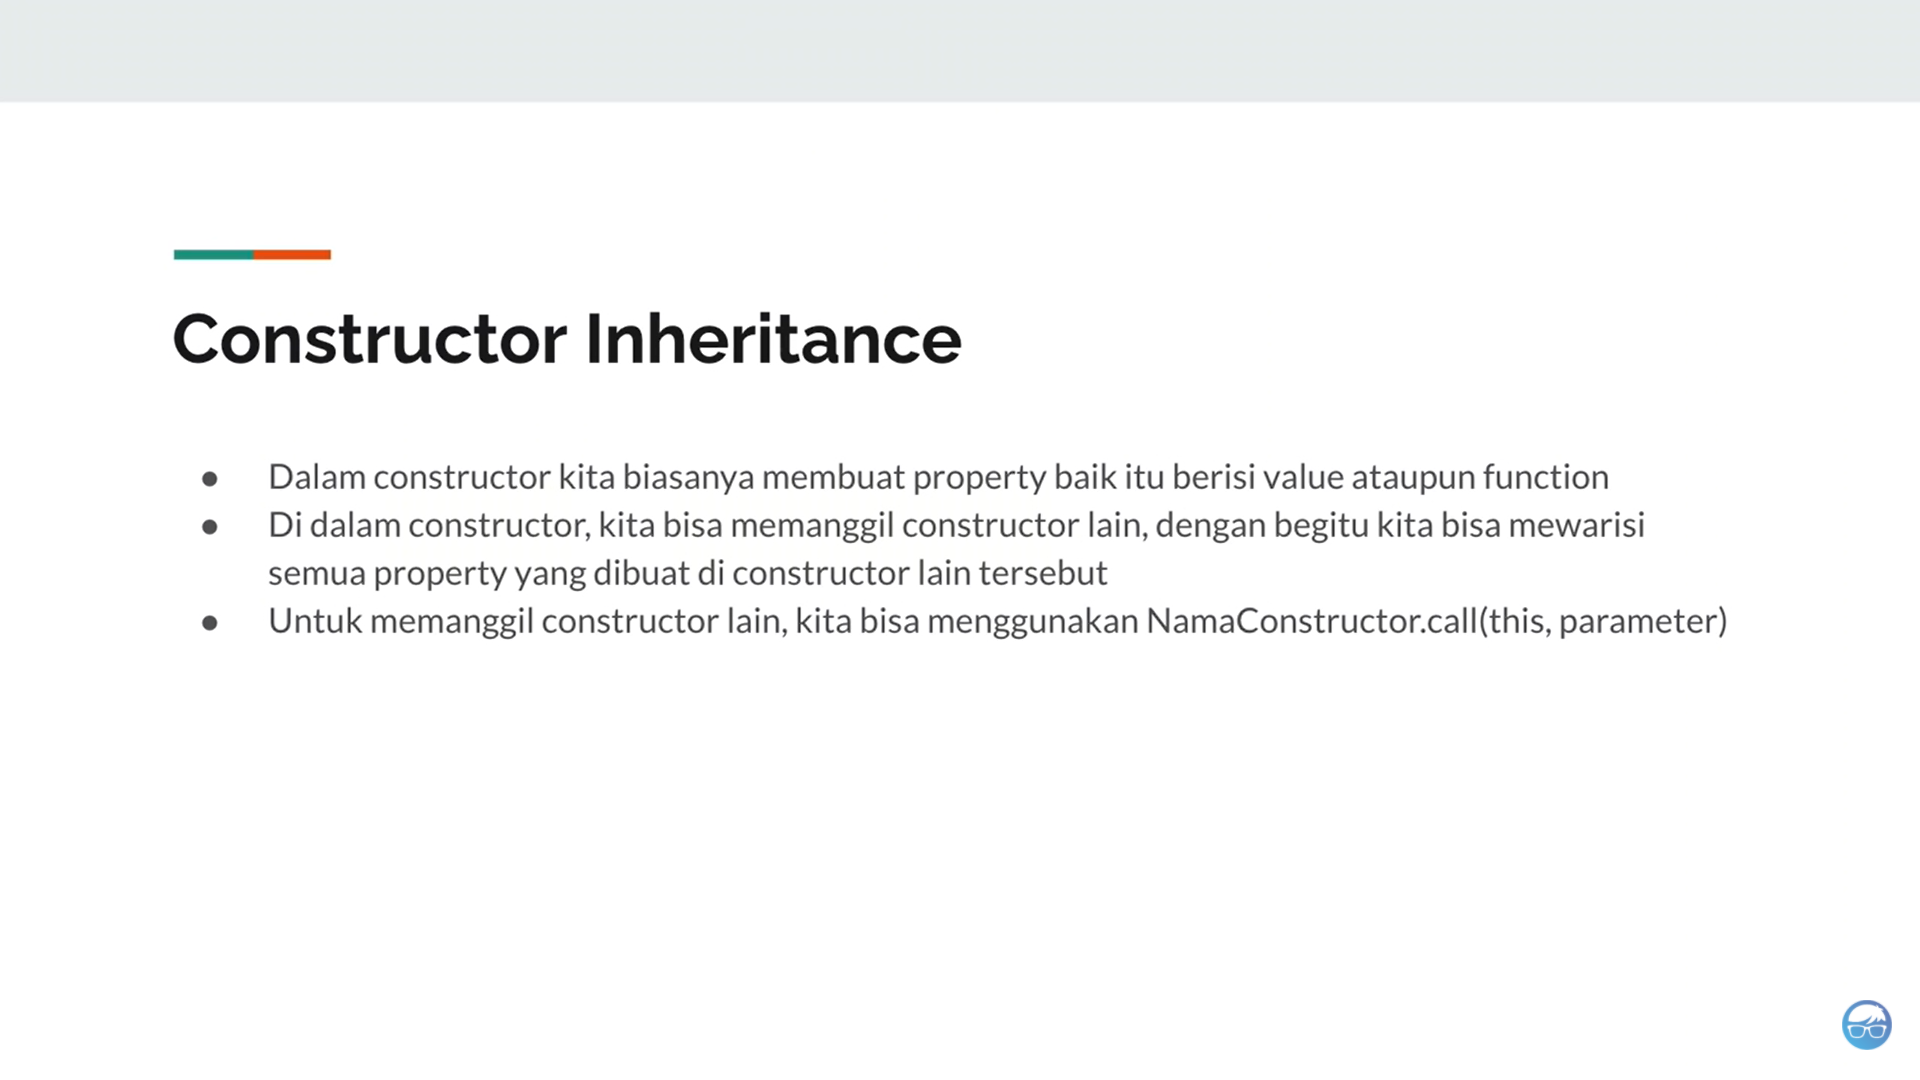 Constructor Inheritance
● Dalam constructor kita biasanya membuat property baik itu berisi value ataupun function
● Di dalam constructor, kita bisa memanggil constructor lain, dengan begitu kita bisa mewarisi
semua property yang dibuat di constructor lain tersebut
● Untuk memanggil constructor lain, kita bisa menggunakan NamaConstructor.call(this, parameter)